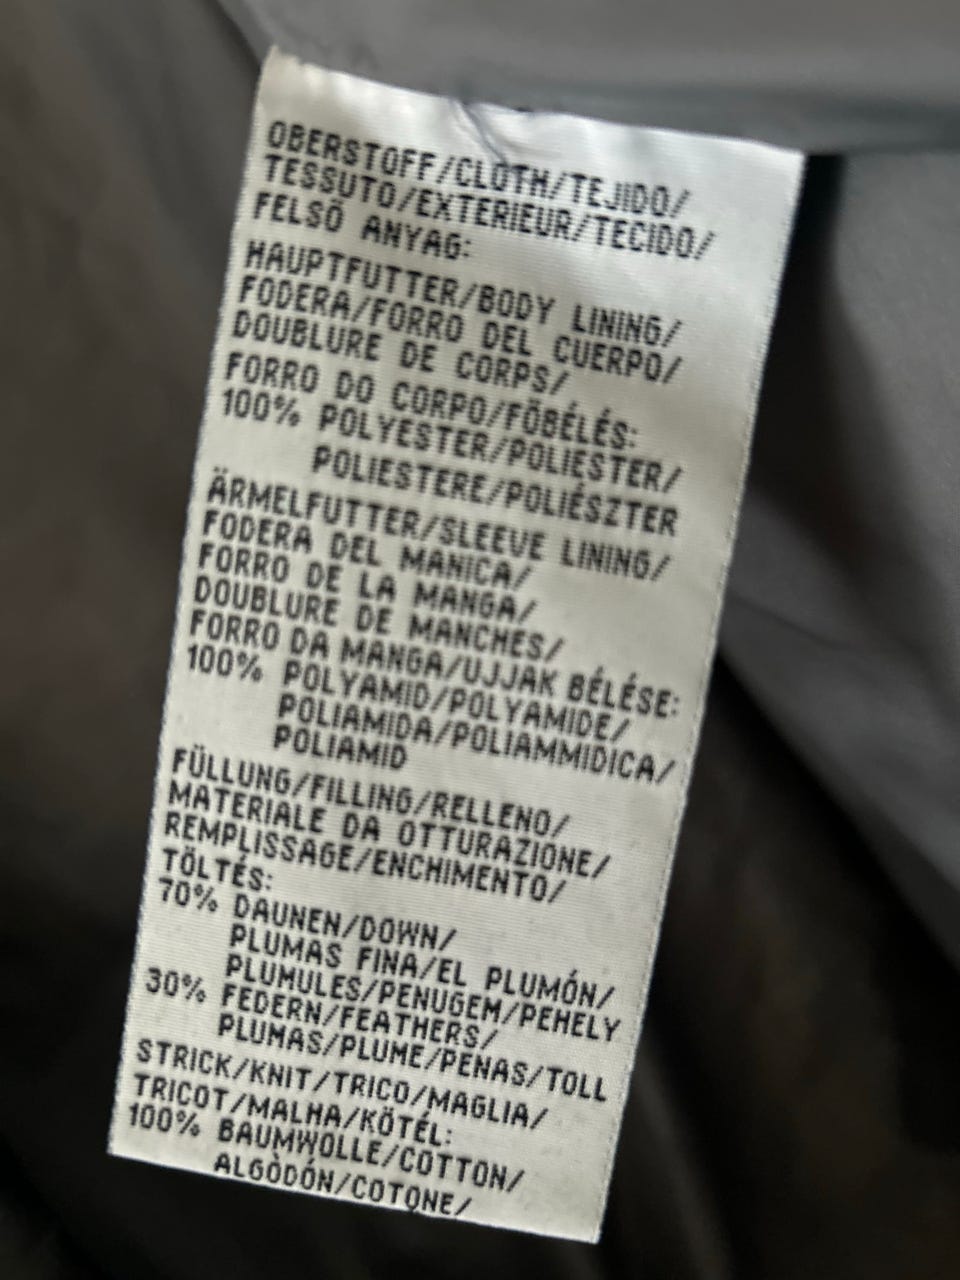 OBERSTOFF/CLOTH/TEJIDO/
TESSUTO/EXTERIEUR/TECIDO/
FELSÖ ANYAG:
HAUPTFUTTER/BODY LINING/
FODERA/FORRO DEL CUERPO/
DOUBLURE DE CORPS/
FORRO DO CORPO/FÖBÉLÉS:
100% POLYESTER/POLIESTER/
POLIESTERE/POLIÉSZTER
ÄRMELFUTTER/SLEEVE LINING/
FODERA DEL MANICA/
FORRO DE LA MANGA/
DOUBLURE DE MANCHES/
FORRO DA MANGA/UJJAK BÉLÉSE:
100% POLYAMID/POLYAMIDE/
POLIAMIDA/POLIAMMIDICA/
POLIAMID
FÜLLUNG/FILLING/RELLENO/
MATERIALE DA OTTURAZIONE/
REMPLISSAGE/ENCHIMENTO/
TÖLTÉS:
70% DAUNEN/DOWN/
PLUMAS FINA/EL PLUMÓN/
PLUMULES/PENUGEM/PEHELY
30% FEDERN/FEATHERS/
PLUMAS/PLUME/PENAS/TOLL
STRICK/KNIT/TRICO/MAGLIA/
TRICOT/MALHA/KÖTÉL:
100% BAUMWOLLE/COTTON/
ALGÒDÓN/COTONE/